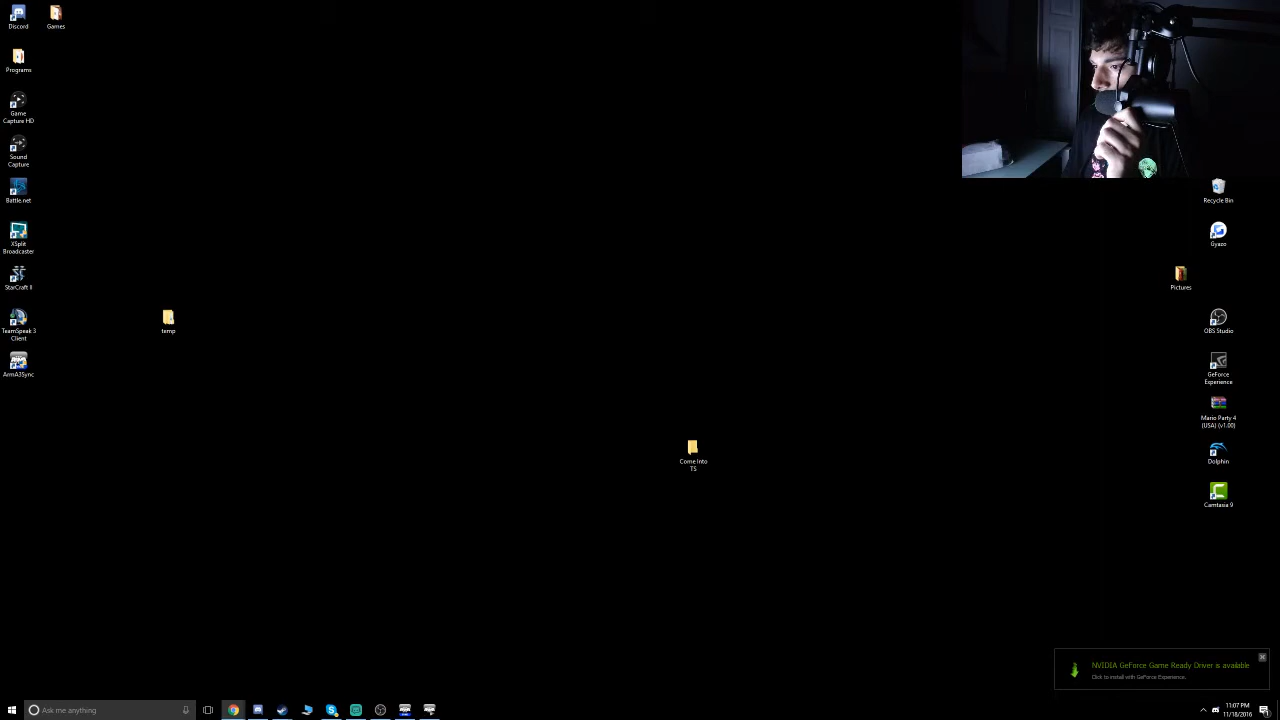 Discord
Games
Programs
Game
Capture HD
Sound
Capture
Battle.net
XSplit
Broadcaster
StarCraft II
TeamSpeak 3
Client
ArmA3Sync
temp
Come Into
TS
Recycle Bin
Gyazo
Pictures
OBS Studio
GeForce
Experience
Mario Party 4
(USA) (v1.00)
Dolphin
Camtasia 9
NVIDIA GeForce Game Ready Driver is available
Click to install with GeForce Experience.
Ask me anything
11:07 PM
11/18/2016